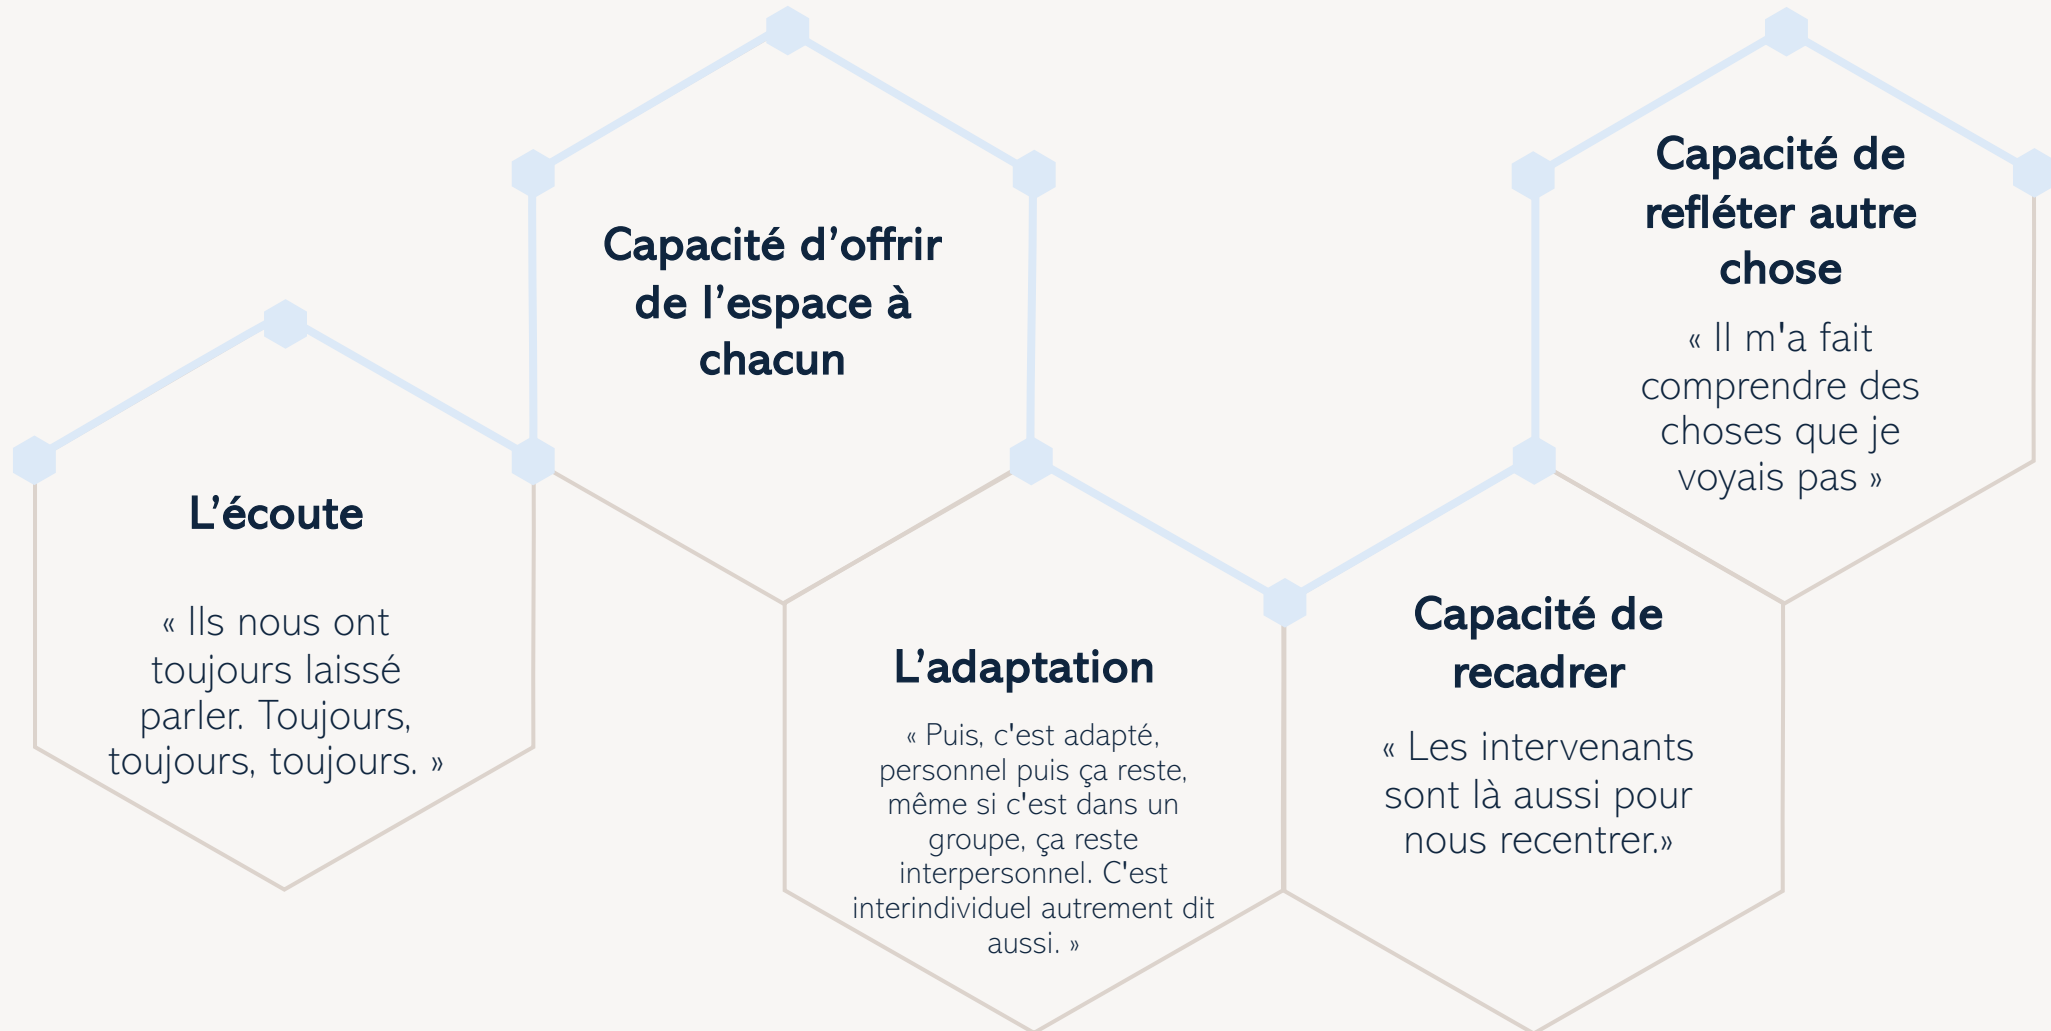 L’écoute
« Ils nous ont
toujours laissé
parler. Toujours,
toujours, toujours. »
Capacité d’offrir
de l’espace à
chacun
L’adaptation
« Puis, c'est adapté,
personnel puis ça reste,
même si c'est dans un
groupe, ça reste
interpersonnel. C'est
interindividuel autrement dit
aussi. »
Capacité de
recadrer
« Les intervenants
sont là aussi pour
nous recentrer.»
Capacité de
refléter autre
chose
« Il m'a fait
comprendre des
choses que je
voyais pas »